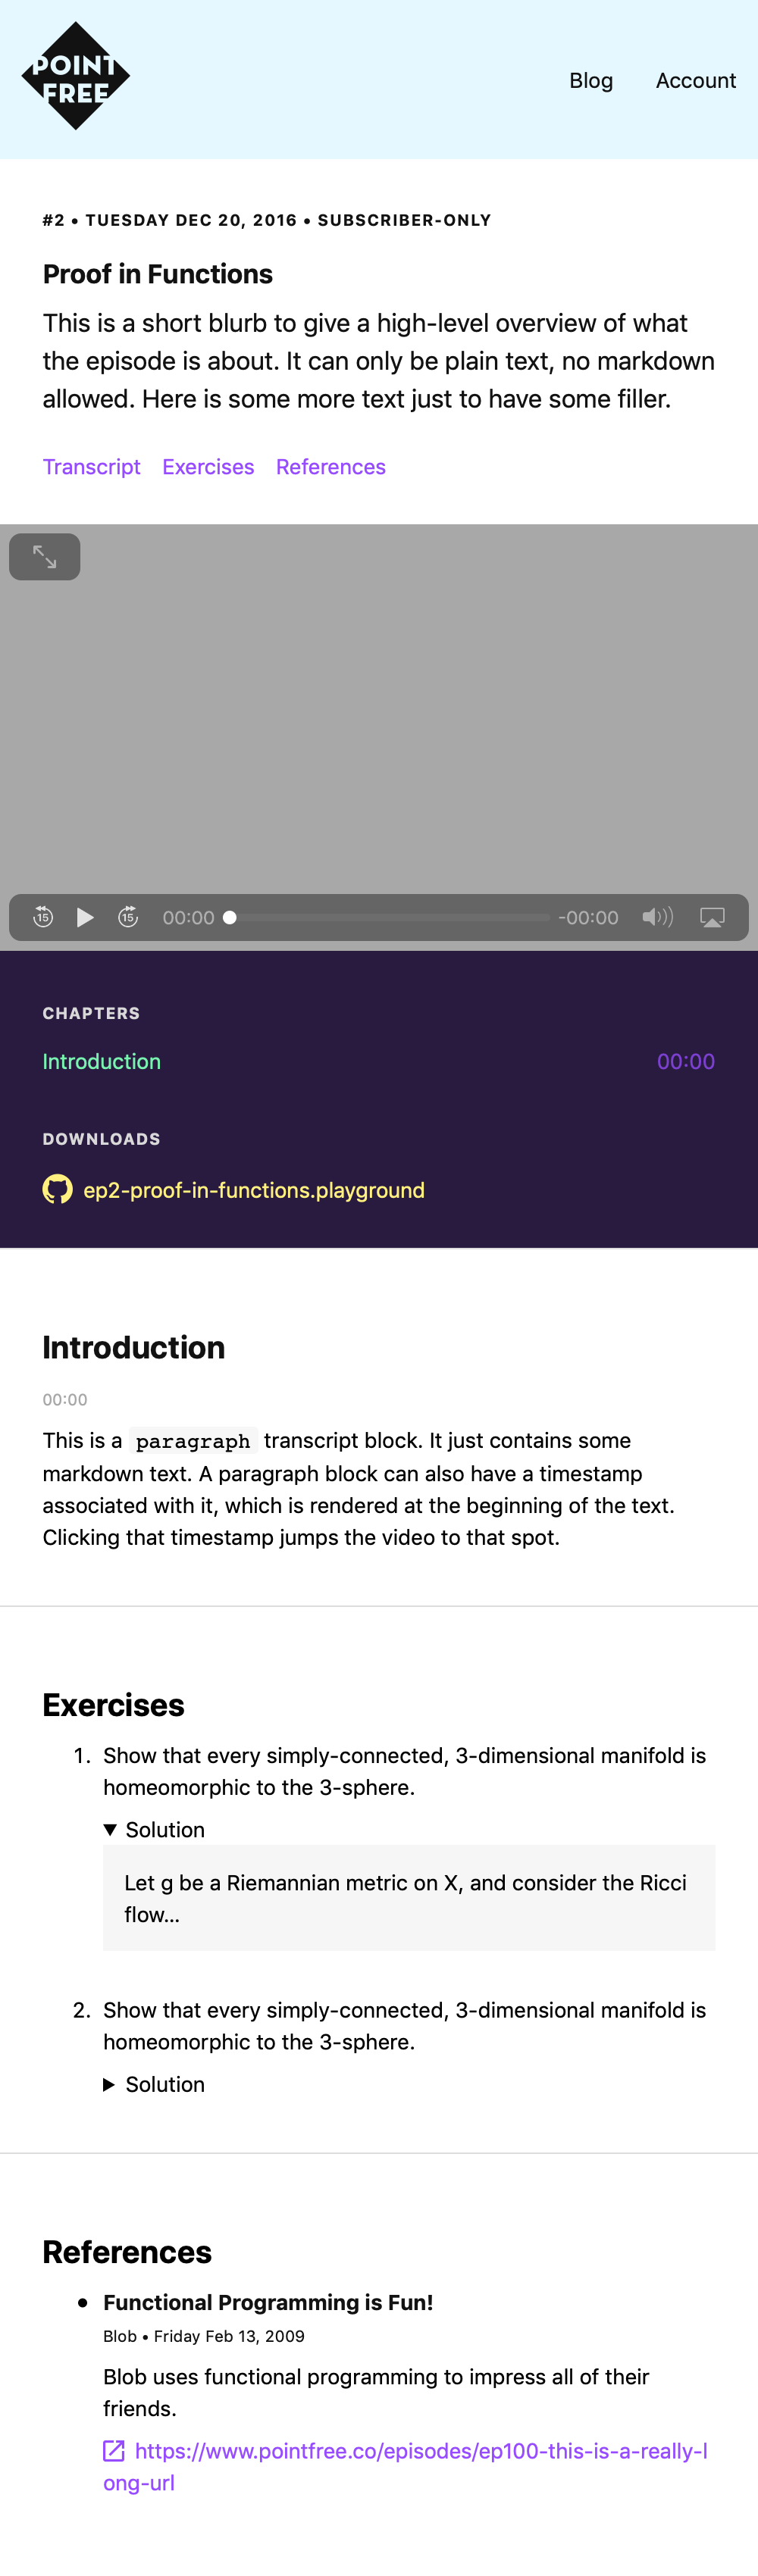 POINT
FREE
Blog Account
#2 • TUESDAY DEC 20, 2016 • SUBSCRIBER-ONLY
Proof in Functions
This is a short blurb to give a high-level overview of what
the episode is about. It can only be plain text, no markdown
allowed. Here is some more text just to have some filler.
Transcript Exercises References
15 15 00:00 -00:00
CHAPTERS
Introduction 00:00
DOWNLOADS
ep2-proof-in-functions.playground
Introduction
00:00
This is a paragraph transcript block. It just contains some
markdown text. A paragraph block can also have a timestamp
associated with it, which is rendered at the beginning of the text.
Clicking that timestamp jumps the video to that spot.
Exercises
1. Show that every simply-connected, 3-dimensional manifold is
homeomorphic to the 3-sphere.
▼ Solution
Let g be a Riemannian metric on X, and consider the Ricci
flow…
2. Show that every simply-connected, 3-dimensional manifold is
homeomorphic to the 3-sphere.
▶ Solution
References
• Functional Programming is Fun!
Blob • Friday Feb 13, 2009
Blob uses functional programming to impress all of their
friends.
https://www.pointfree.co/episodes/ep100-this-is-a-really-l
ong-url